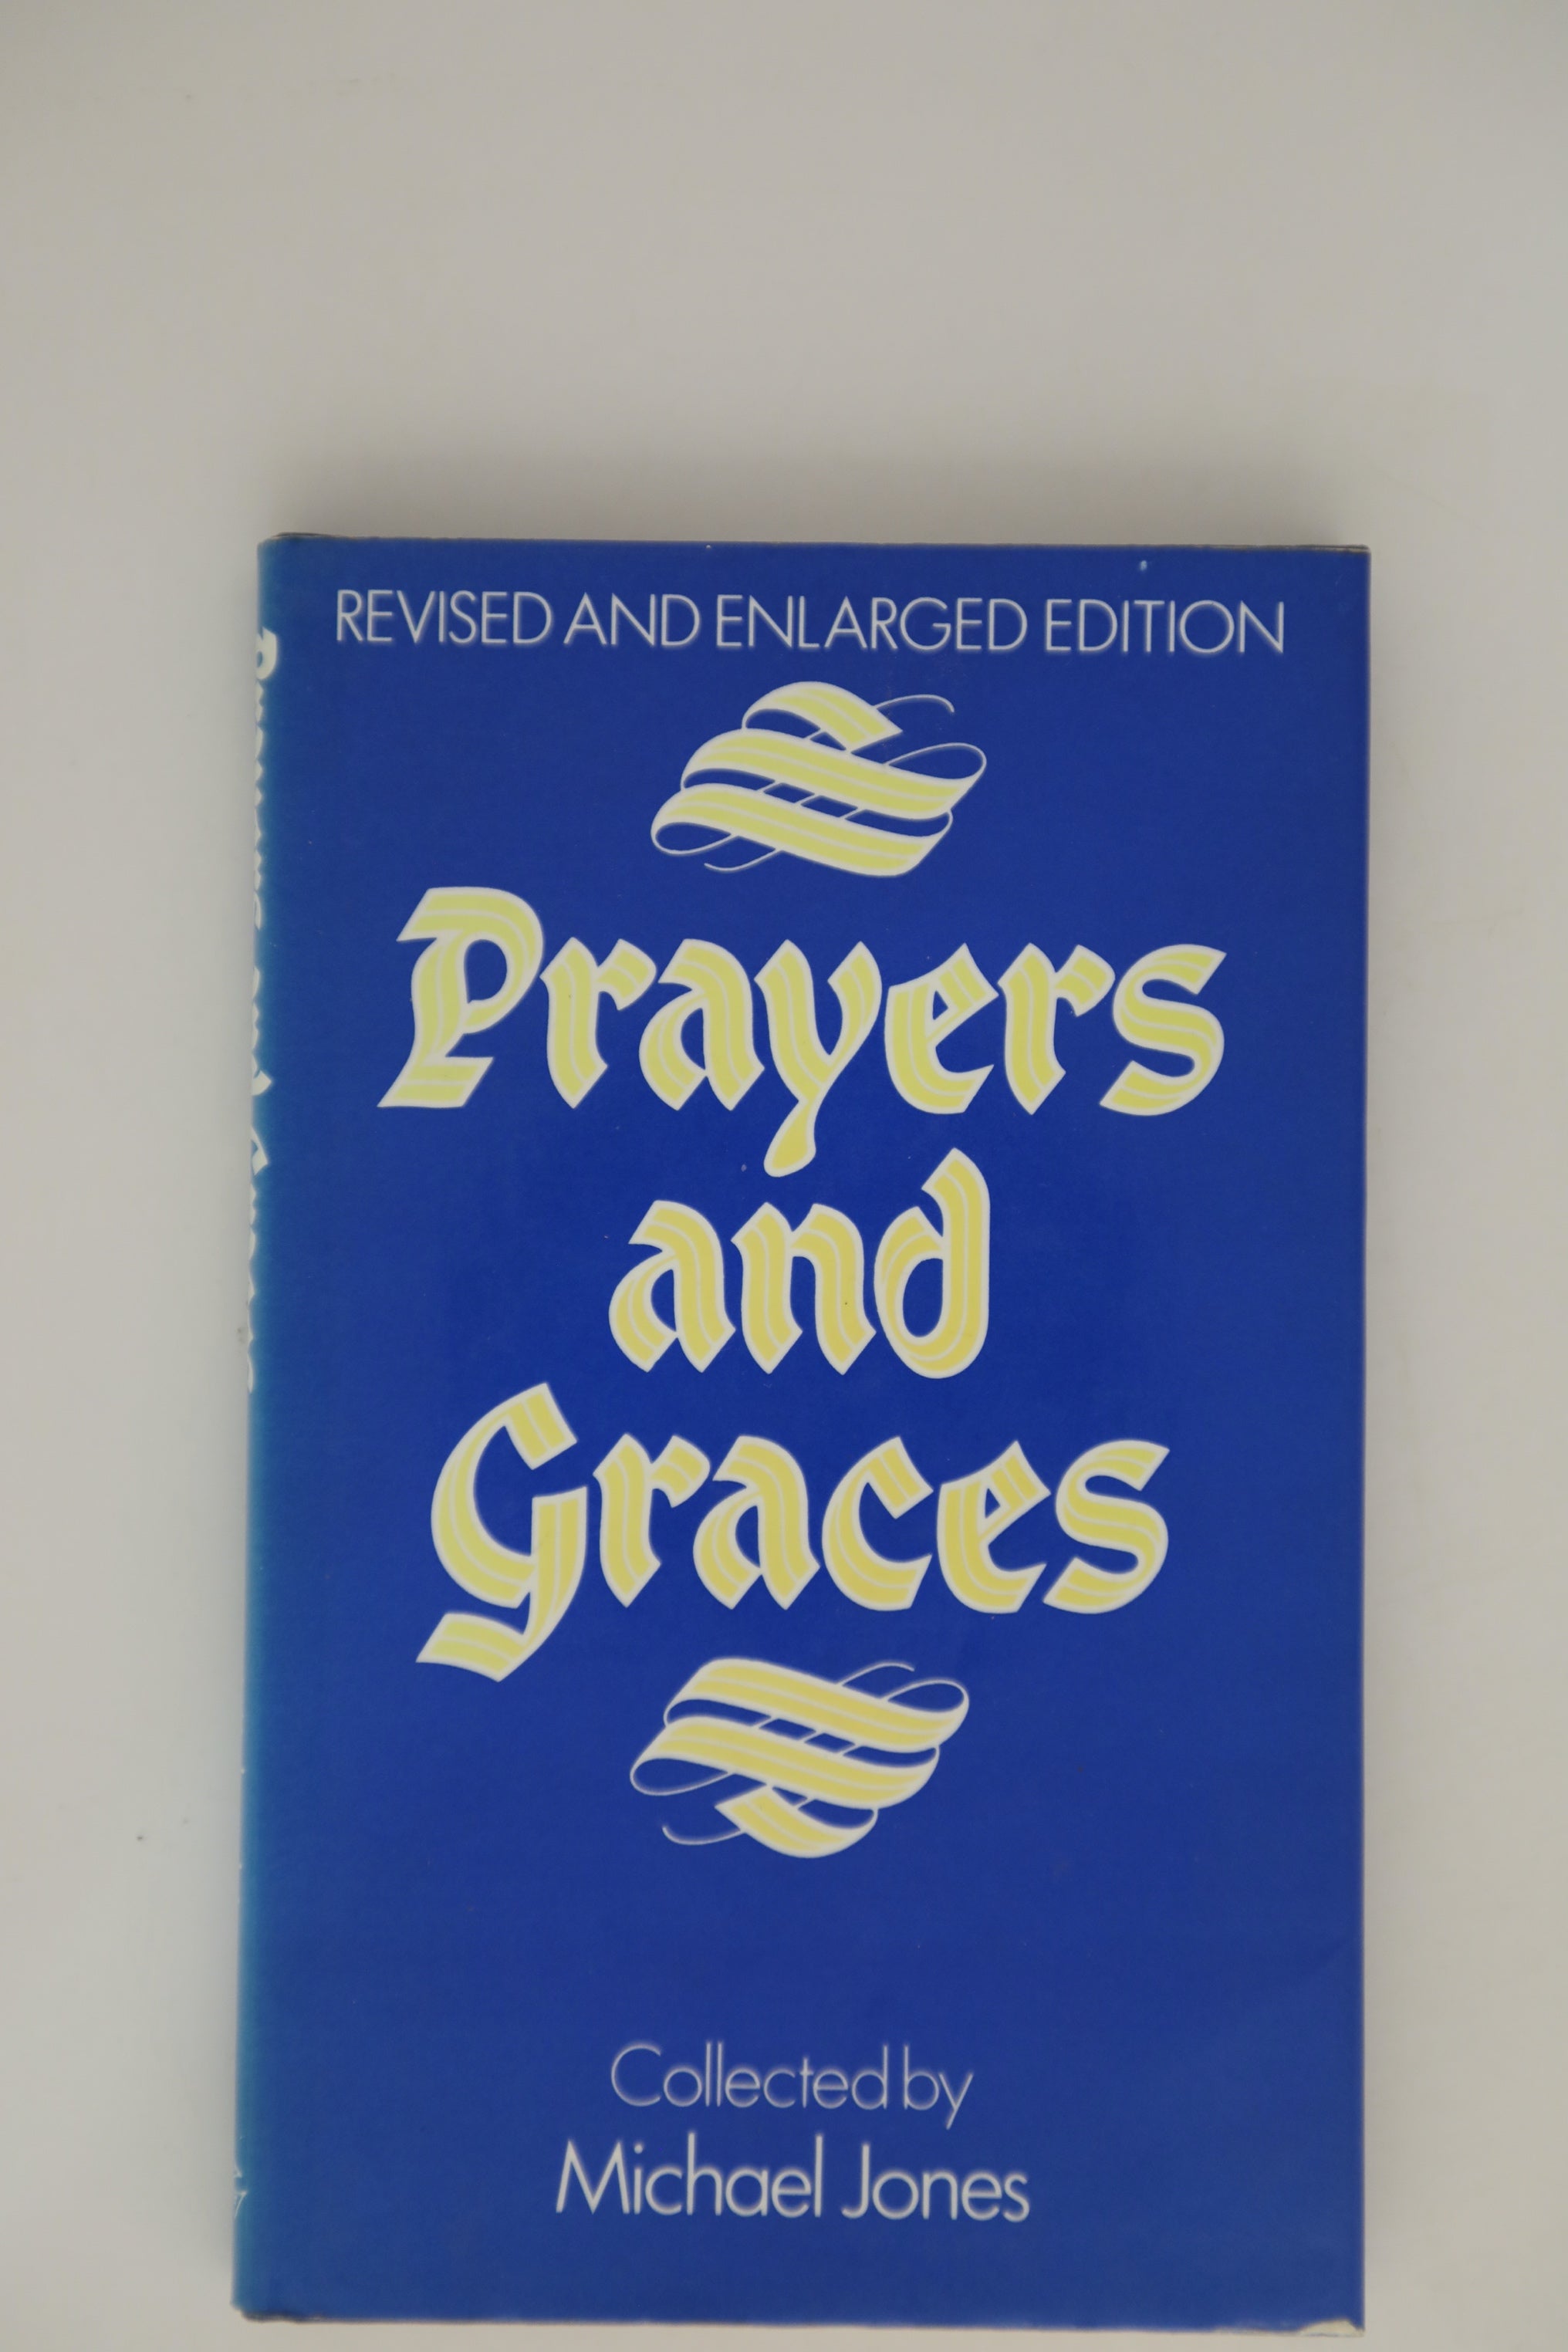 REVISED AND ENLARGED EDITION
Prayers
and
Graces
Collected by
Michael Jones